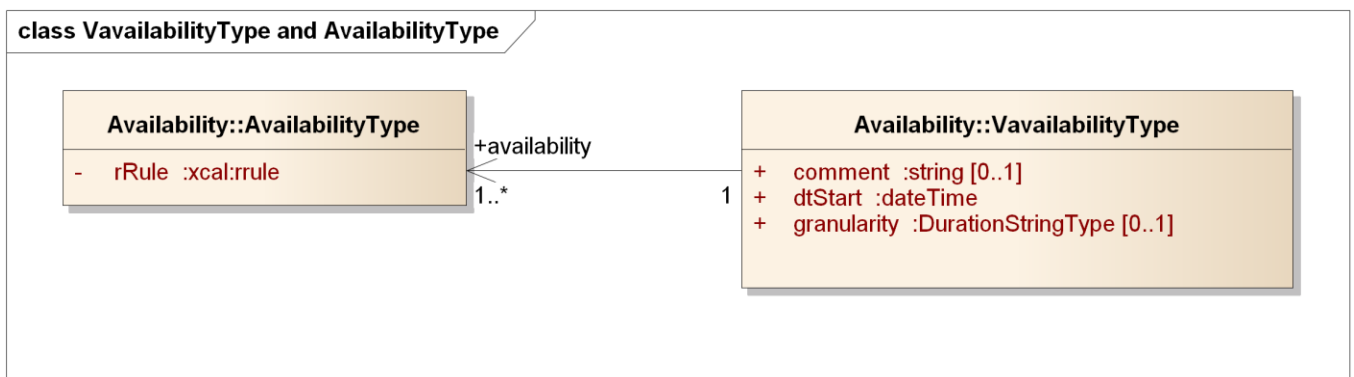 class VavailabilityType and AvailabilityType
Availability::AvailabilityType
- rRule :xcal:rrule
+availability
1..*
1
Availability::VavailabilityType
+ comment :string [0..1]
+ dtStart :dateTime
+ granularity :DurationStringType [0..1]